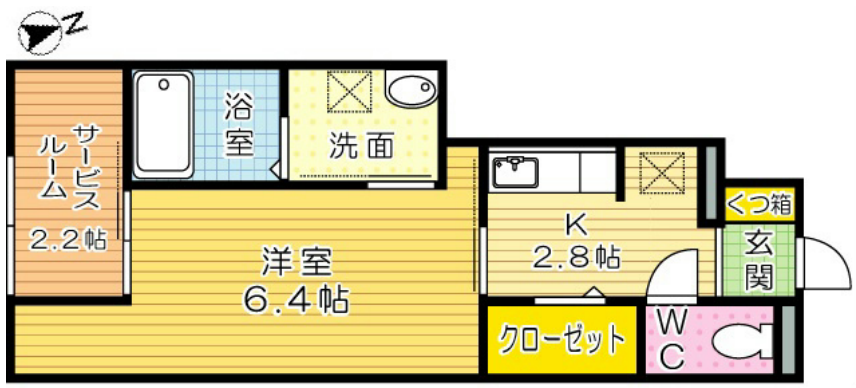 N
サービス
ルーム
2.2帖
浴室
洗面
洋室
6.4帖
K
2.8帖
くつ箱
玄関
クローゼット
WC